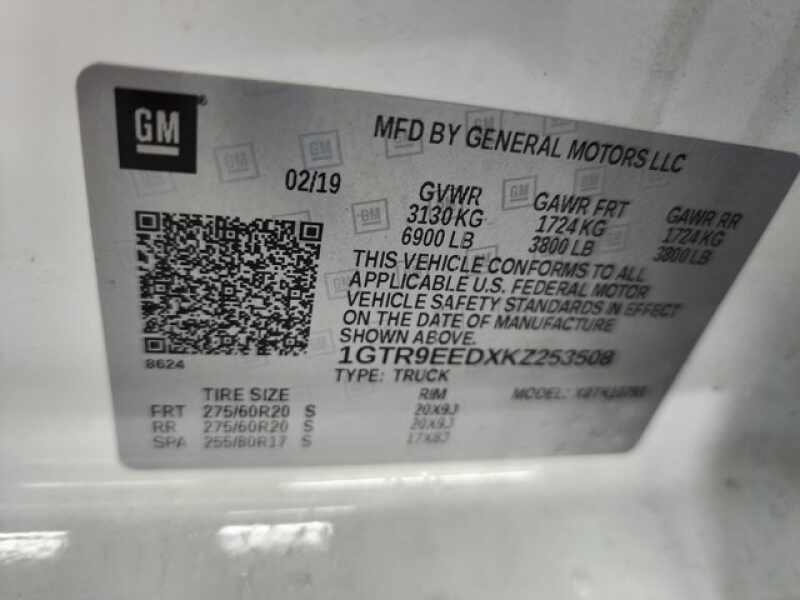 GM
MFD BY GENERAL MOTORS LLC
02/19
GVWR GAWR FRT GAWR RR
3130 KG 1724 KG 1724 KG
6900 LB 3800 LB 3800 LB
THIS VEHICLE CONFORMS TO ALL
APPLICABLE U.S. FEDERAL MOTOR
VEHICLE SAFETY STANDARDS IN EFFECT
ON THE DATE OF MANUFACTURE
SHOWN ABOVE.
1GTR9EEDXKZ253508
8624
TYPE: TRUCK
TIRE SIZE RIM MODEL:
FRT 275/60R20 S 20X9J
RR 275/60R20 S 20X9J
SPA 255/80R17 S 17X8J